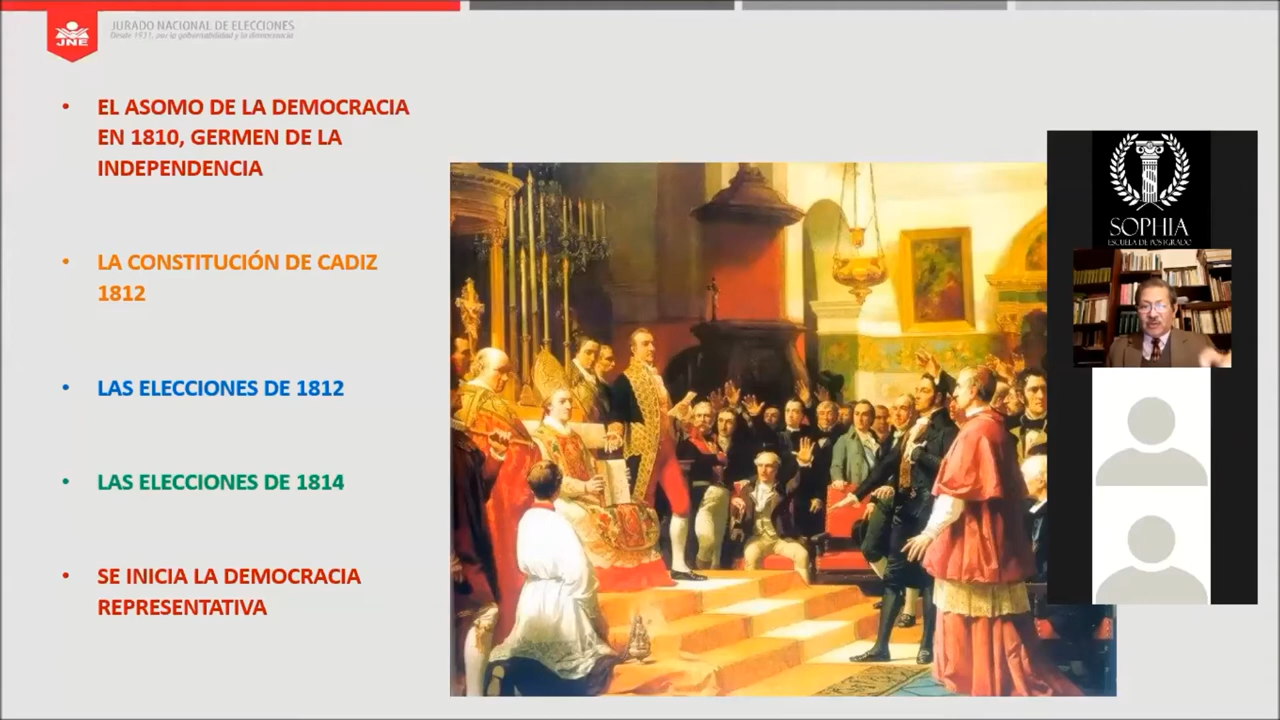 JNE
JURADO NACIONAL DE ELECCIONES
Desde 1931, por la gobernabilidad y la democracia
• EL ASOMO DE LA DEMOCRACIA
EN 1810, GERMEN DE LA
INDEPENDENCIA
• LA CONSTITUCIÓN DE CADIZ
1812
• LAS ELECCIONES DE 1812
• LAS ELECCIONES DE 1814
• SE INICIA LA DEMOCRACIA
REPRESENTATIVA
SOPHIA
ESCUELA DE POSTGRADO